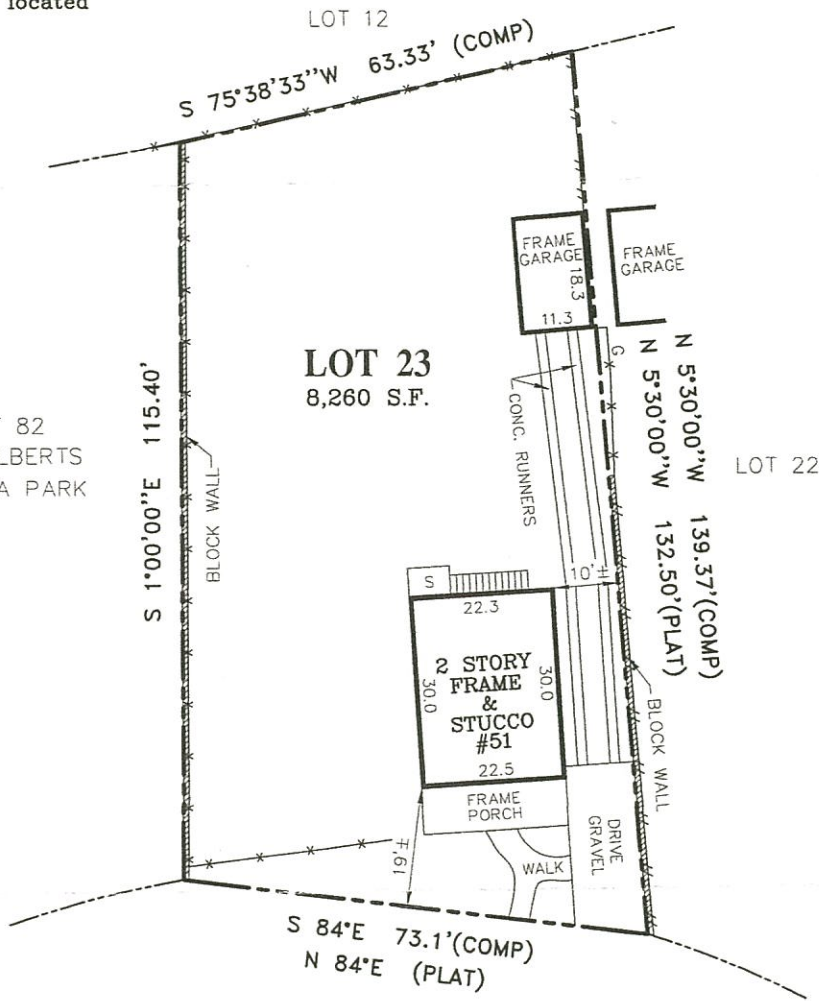 located
LOT 12
S 75°38'33''W 63.33' (COMP)
FRAME
GARAGE
18.3
11.3
FRAME
GARAGE
LOT 23
8,260 S.F.
G
N 5°30'00''W 139.37'(COMP)
N 5°30'00''W 132.50'(PLAT)
LOT 22
82
LBERTS
A PARK
S 1°00'00''E 115.40'
BLOCK WALL
CONC. RUNNERS
S
10'±
22.3
2 STORY
FRAME
&
STUCCO
#51
30.0
30.0
22.5
BLOCK WALL
FRAME
PORCH
DRIVE
GRAVEL
19'±
WALK
S 84°E 73.1'(COMP)
N 84°E (PLAT)